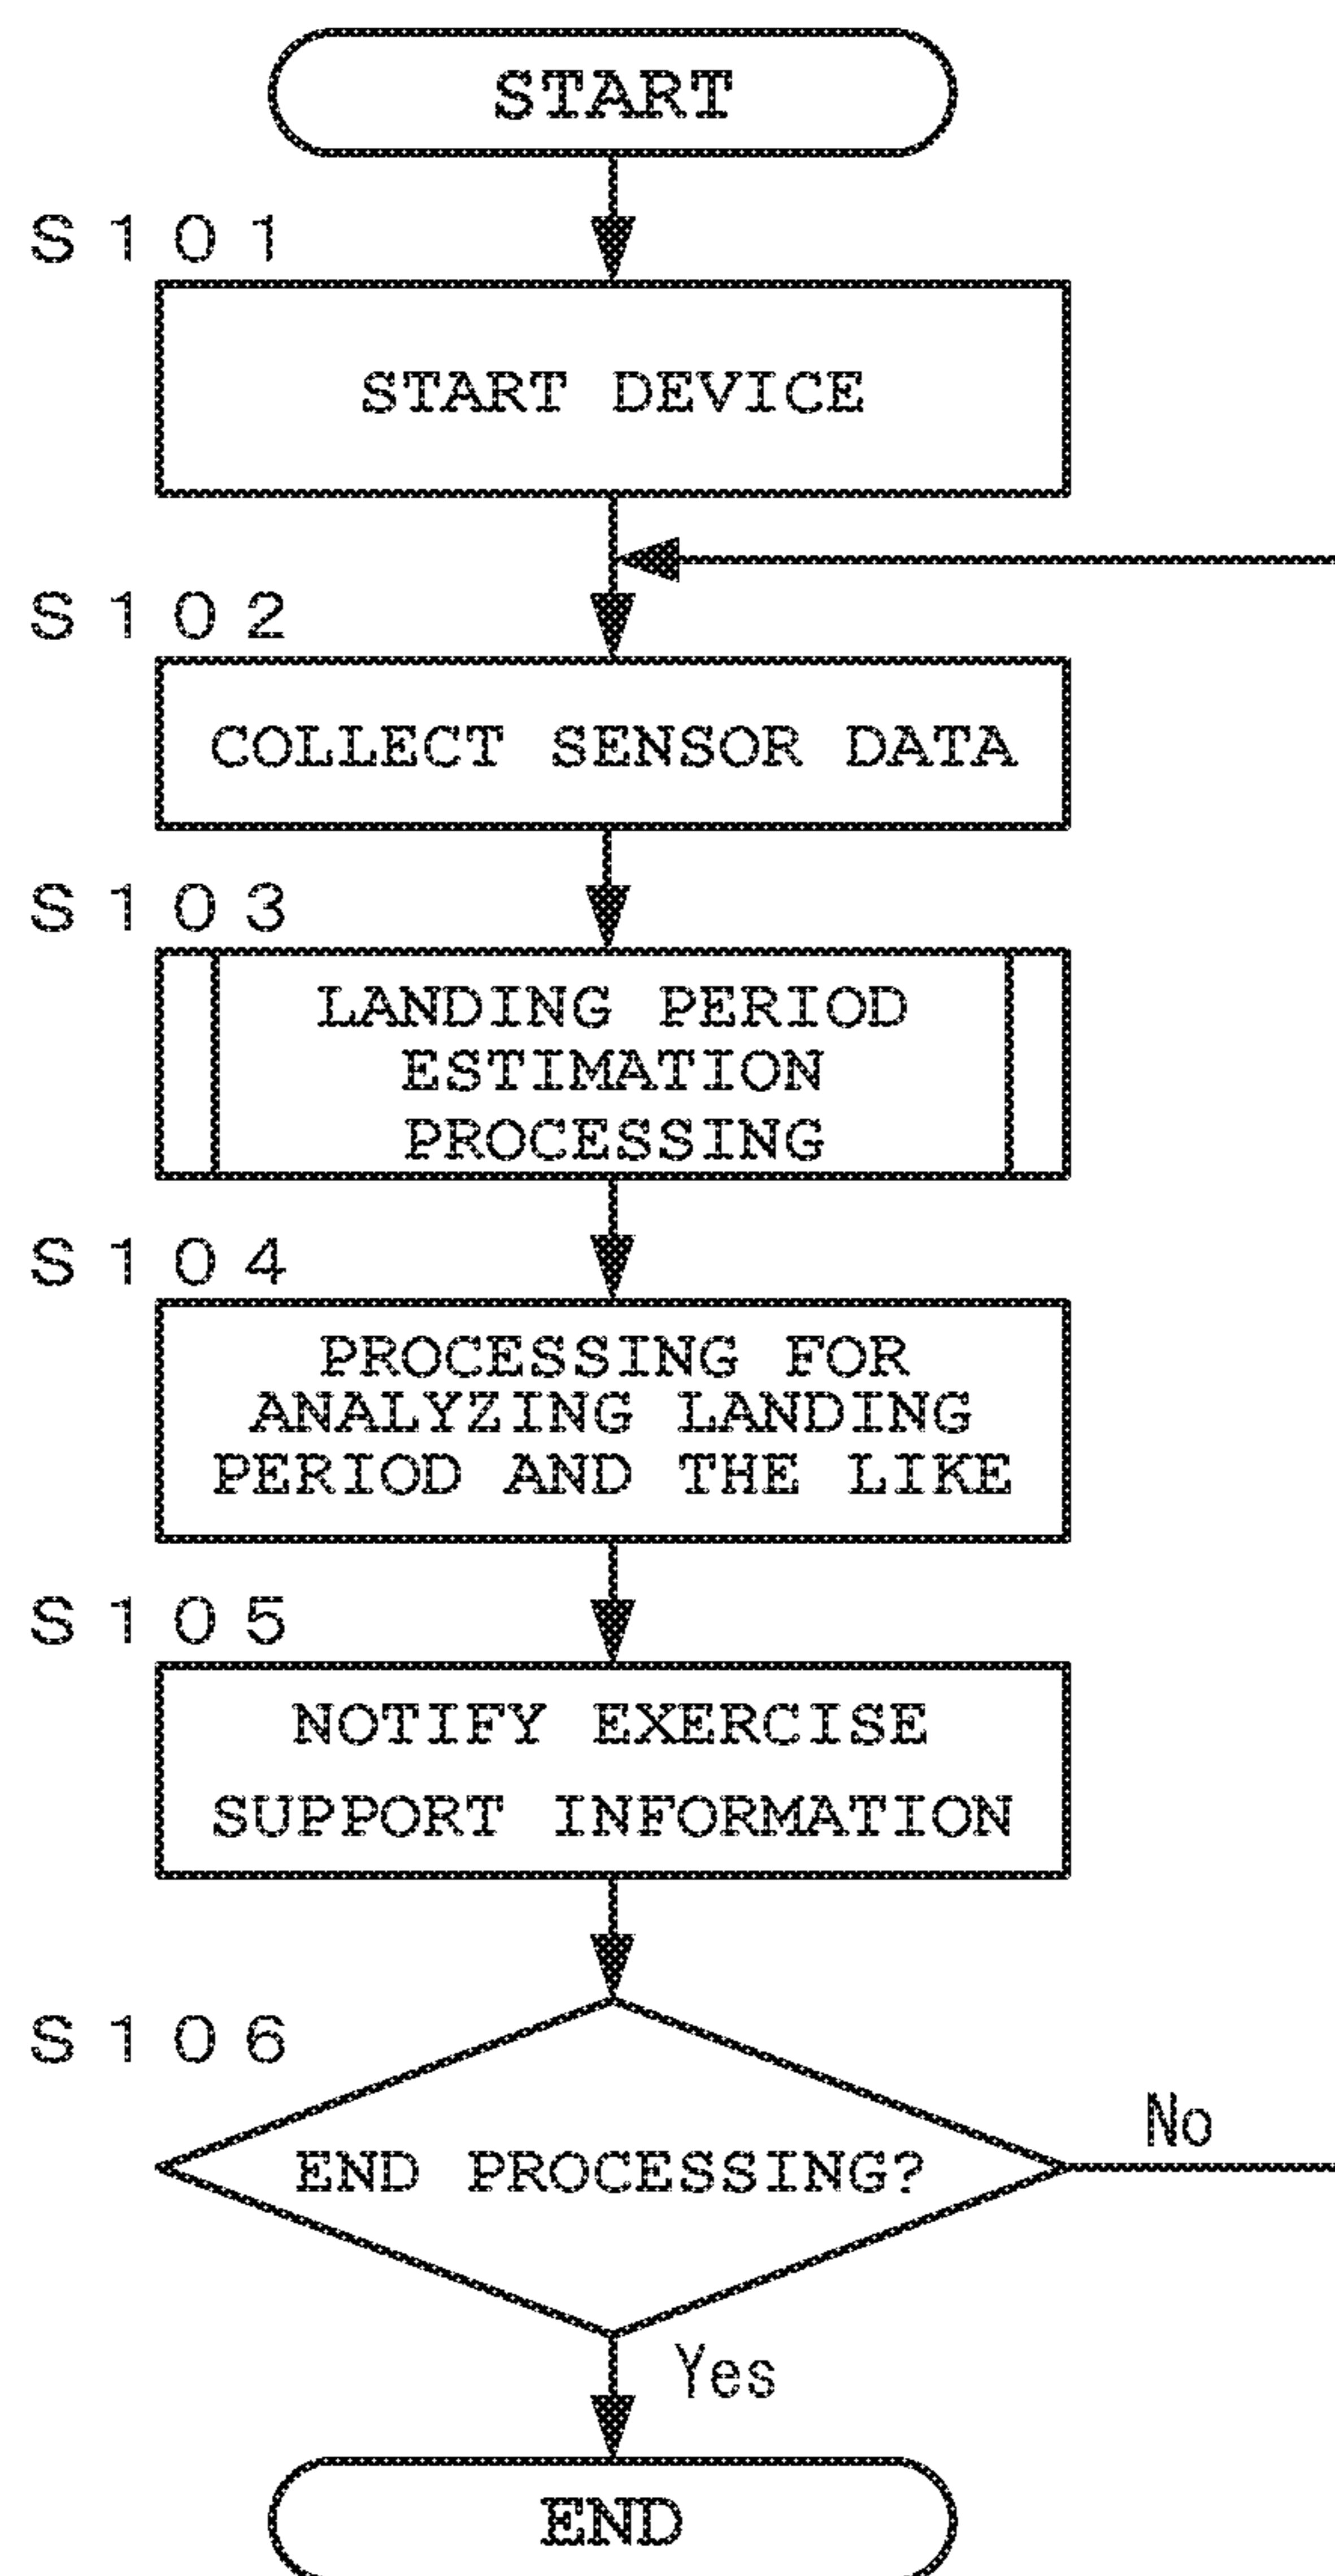 START
S101
START DEVICE
S102
COLLECT SENSOR DATA
S103
LANDING PERIOD
ESTIMATION
PROCESSING
S104
PROCESSING FOR
ANALYZING LANDING
PERIOD AND THE LIKE
S105
NOTIFY EXERCISE
SUPPORT INFORMATION
S106
END PROCESSING?
No
Yes
END